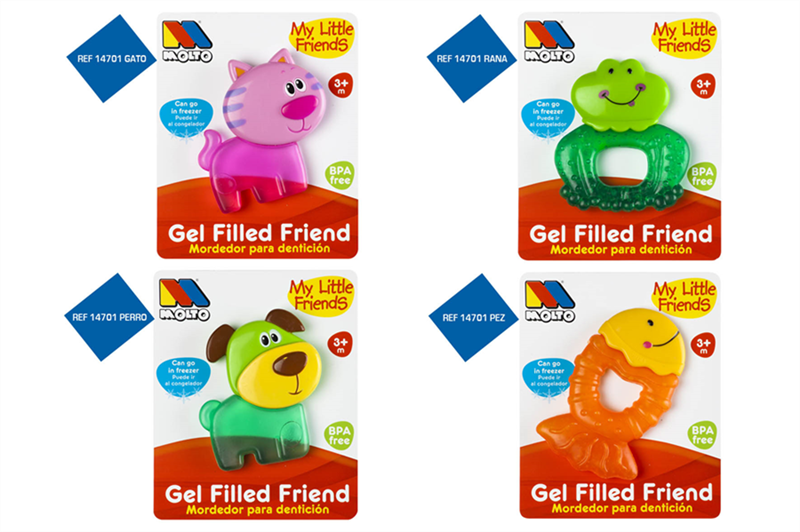 REF 14701 GATO
MOLTO
My Little
Friends
3+
m
Can go
in freezer
Puede ir
al congelador
BPA
free
Gel Filled Friend
Mordedor para dentición
REF 14701 RANA
MOLTO
My Little
Friends
3+
m
Can go
in freezer
Puede ir
al congelador
BPA
free
Gel Filled Friend
Mordedor para dentición
REF 14701 PERRO
MOLTO
My Little
Friends
3+
m
Can go
in freezer
Puede ir
al congelador
BPA
free
Gel Filled Friend
Mordedor para dentición
REF 14701 PEZ
MOLTO
My Little
Friends
3+
m
Can go
in freezer
Puede ir
al congelador
BPA
free
Gel Filled Friend
Mordedor para dentición